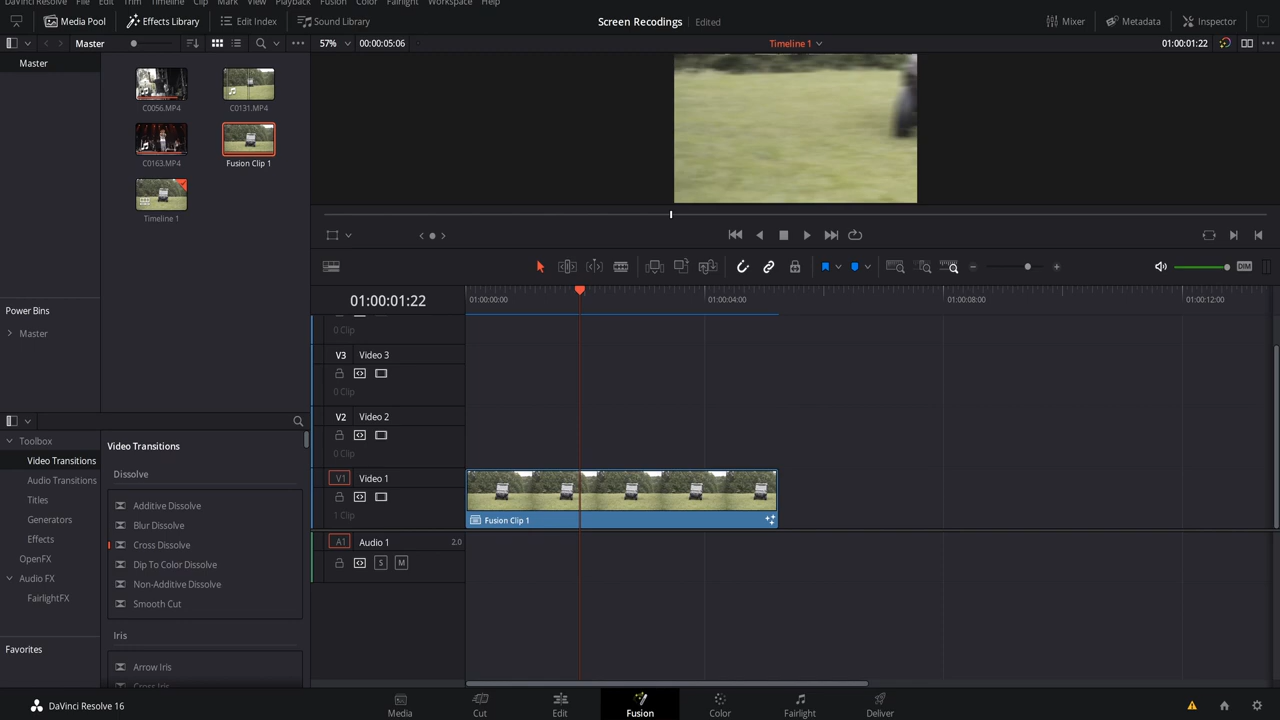 DaVinci Resolve File Edit Trim Timeline Clip Mark View Playback Fusion Color Fairlight Workspace Help
Media Pool Effects Library Edit Index Sound Library Screen Recodings Edited Mixer Metadata Inspector
Master 57% 00:00:05:06 Timeline 1 01:00:01:22
Master
C0056.MP4 C0131.MP4
C0163.MP4 Fusion Clip 1
Timeline 1
Power Bins
Master
DIM
01:00:01:22 01:00:00:00 01:00:04:00 01:00:08:00 01:00:12:00
0 Clip
V3 Video 3
0 Clip
V2 Video 2
0 Clip
V1 Video 1
1 Clip
Fusion Clip 1
A1 Audio 1 2.0
S M
Toolbox
Video Transitions
Audio Transitions
Titles
Generators
Effects
OpenFX
Audio FX
FairlightFX
Favorites
Video Transitions
Dissolve
Additive Dissolve
Blur Dissolve
Cross Dissolve
Dip To Color Dissolve
Non-Additive Dissolve
Smooth Cut
Iris
Arrow Iris
Cross Iris
DaVinci Resolve 16
Media Cut Edit Fusion Color Fairlight Deliver